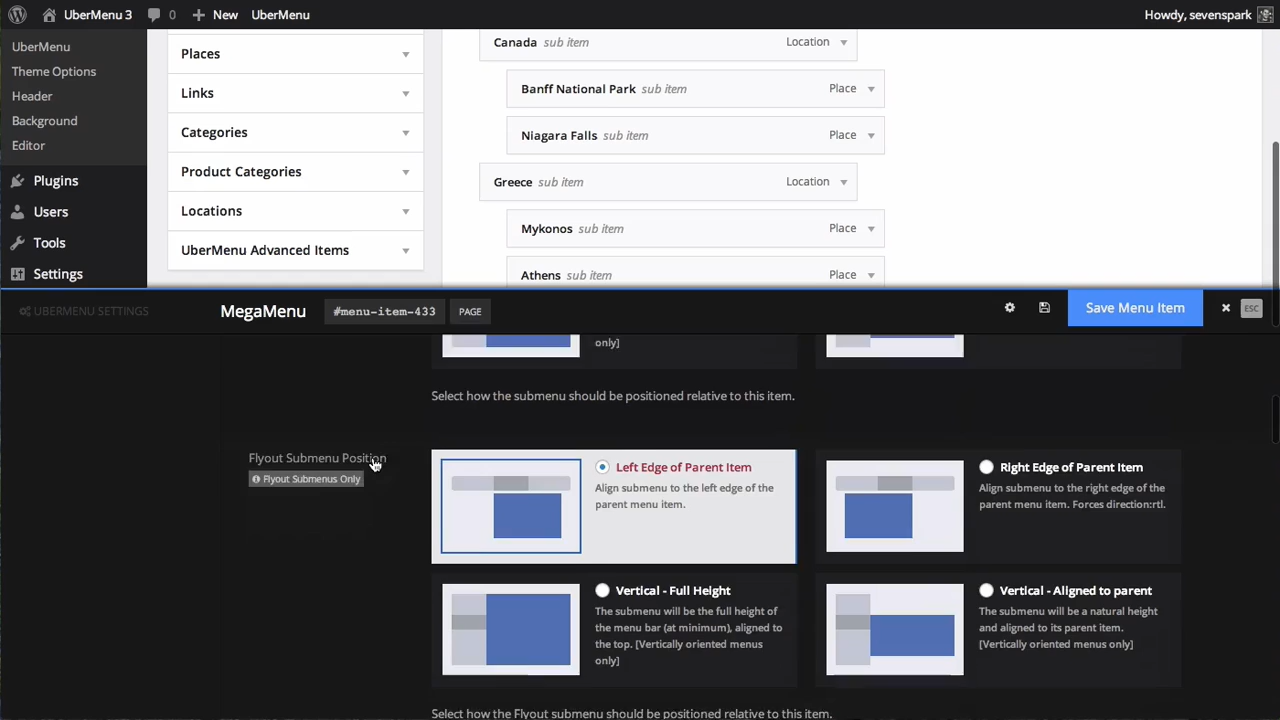 UberMenu 3
0
New
UberMenu
Howdy, sevenspark
UberMenu
Theme Options
Header
Background
Editor
Plugins
Users
Tools
Settings
Places
Links
Categories
Product Categories
Locations
UberMenu Advanced Items
Canada sub item Location
Banff National Park sub item Place
Niagara Falls sub item Place
Greece sub item Location
Mykonos sub item Place
Athens sub item Place
UBERMENU SETTINGS
MegaMenu
#menu-item-433
PAGE
Save Menu Item
ESC
only]
Select how the submenu should be positioned relative to this item.
Flyout Submenu Position
Flyout Submenus Only
Left Edge of Parent Item
Align submenu to the left edge of the
parent menu item.
Right Edge of Parent Item
Align submenu to the right edge of the
parent menu item. Forces direction:rtl.
Vertical - Full Height
The submenu will be the full height of
the menu bar (at minimum), aligned to
the top. [Vertically oriented menus
only]
Vertical - Aligned to parent
The submenu will be a natural height
and aligned to its parent item.
[Vertically oriented menus only]
Select how the Flyout submenu should be positioned relative to this item.